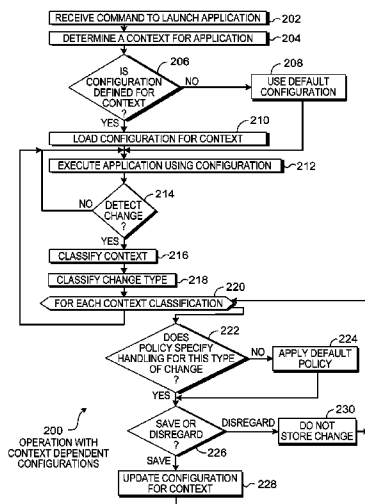 RECEIVE COMMAND TO LAUNCH APPLICATION
202
DETERMINE A CONTEXT FOR APPLICATION
204
206
IS
CONFIGURATION
DEFINED FOR
CONTEXT
?
NO
208
USE DEFAULT
CONFIGURATION
YES
210
LOAD CONFIGURATION FOR CONTEXT
EXECUTE APPLICATION USING CONFIGURATION
212
214
NO
DETECT
CHANGE
?
YES
CLASSIFY CONTEXT
216
CLASSIFY CHANGE TYPE
218
220
FOR EACH CONTEXT CLASSIFICATION
222
DOES
POLICY SPECIFY
HANDLING FOR THIS TYPE
OF CHANGE
?
NO
224
APPLY DEFAULT
POLICY
YES
200
OPERATION WITH
CONTEXT DEPENDENT
CONFIGURATIONS
SAVE OR
DISREGARD
?
226
DISREGARD
230
DO NOT
STORE CHANGE
SAVE
UPDATE CONFIGURATION
FOR CONTEXT
228